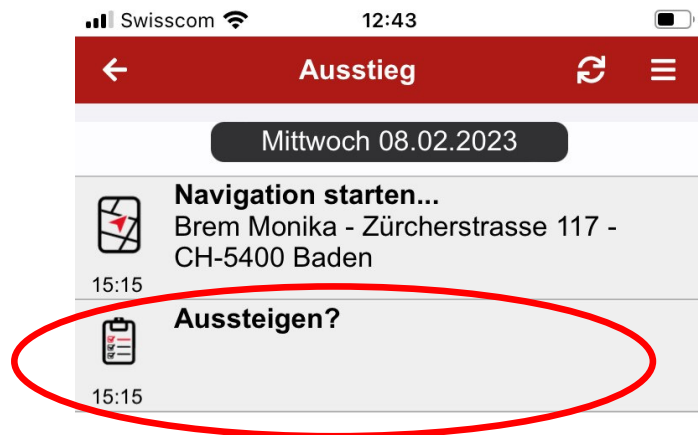 Swisscom 12:43
Ausstieg
Mittwoch 08.02.2023
Navigation starten...
Brem Monika - Zürcherstrasse 117 -
CH-5400 Baden
15:15
Aussteigen?
15:15